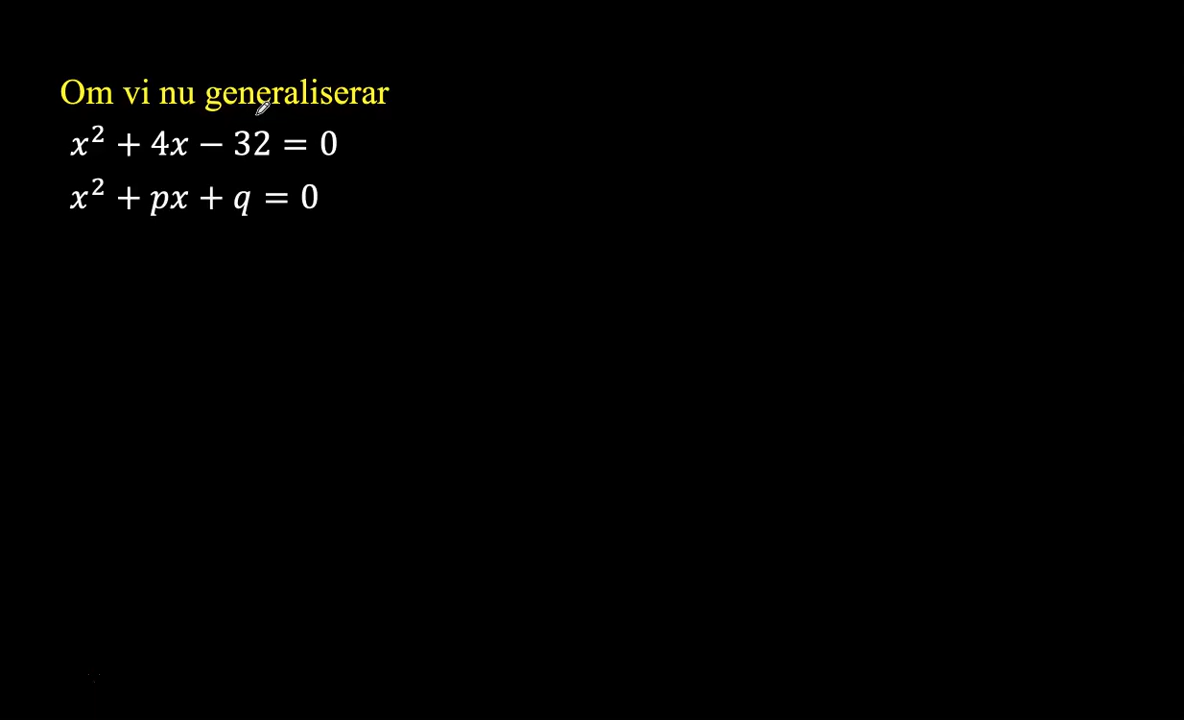 Om vi nu generaliserar
x² + 4x − 32 = 0
x² + px + q = 0